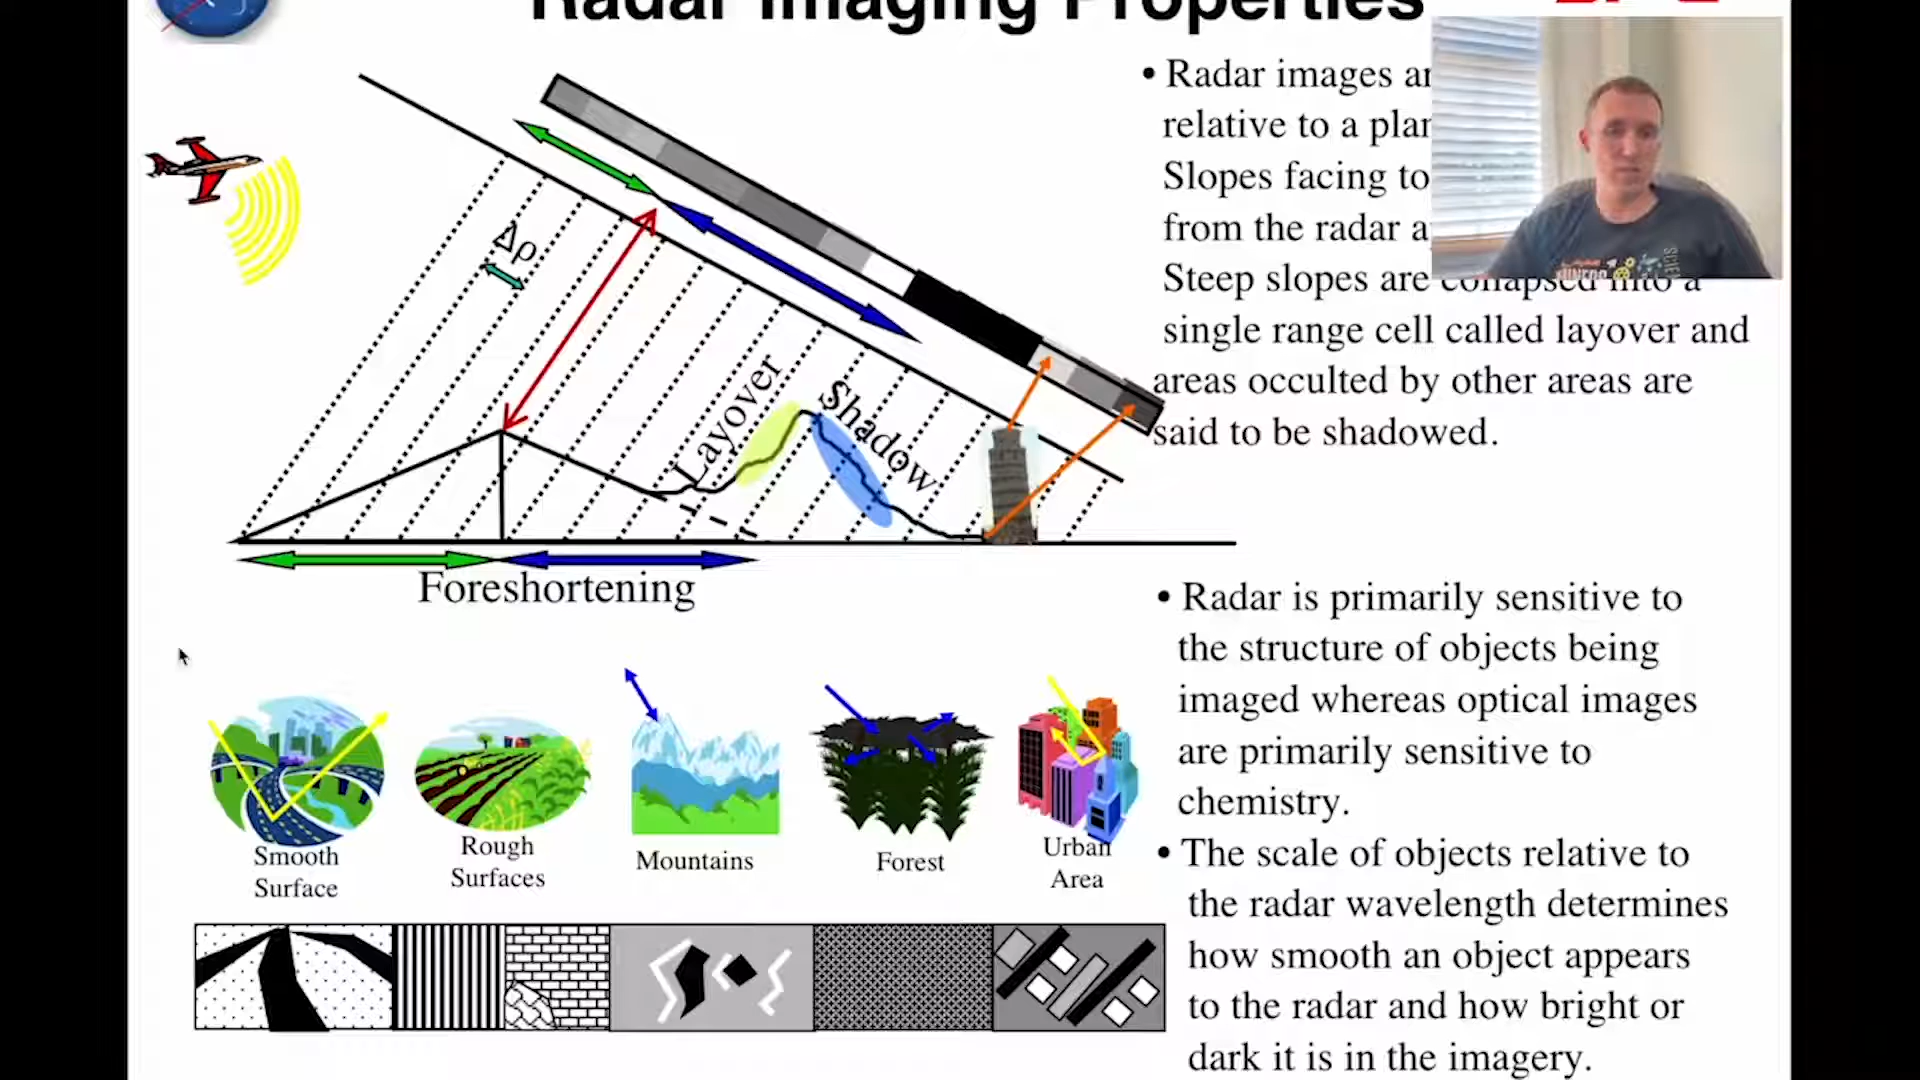 Radar Imaging Properties
• Radar images
relative to a
Slopes facing
from the radar
Steep slopes are collapsed into a
single range cell called layover and
areas occulted by other areas are
said to be shadowed.
Δρ
Layover
Shadow
Foreshortening
• Radar is primarily sensitive to
the structure of objects being
imaged whereas optical images
are primarily sensitive to
chemistry.
• The scale of objects relative to
the radar wavelength determines
how smooth an object appears
to the radar and how bright or
dark it is in the imagery.
Smooth
Surface
Rough
Surfaces
Mountains
Forest
Urban
Area